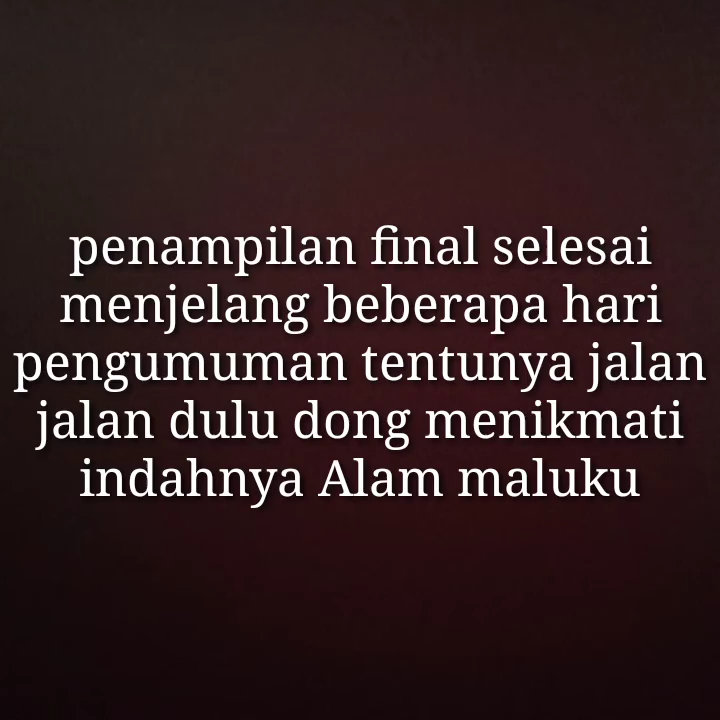 penampilan final selesai
menjelang beberapa hari
pengumuman tentunya jalan
jalan dulu dong menikmati
indahnya Alam maluku